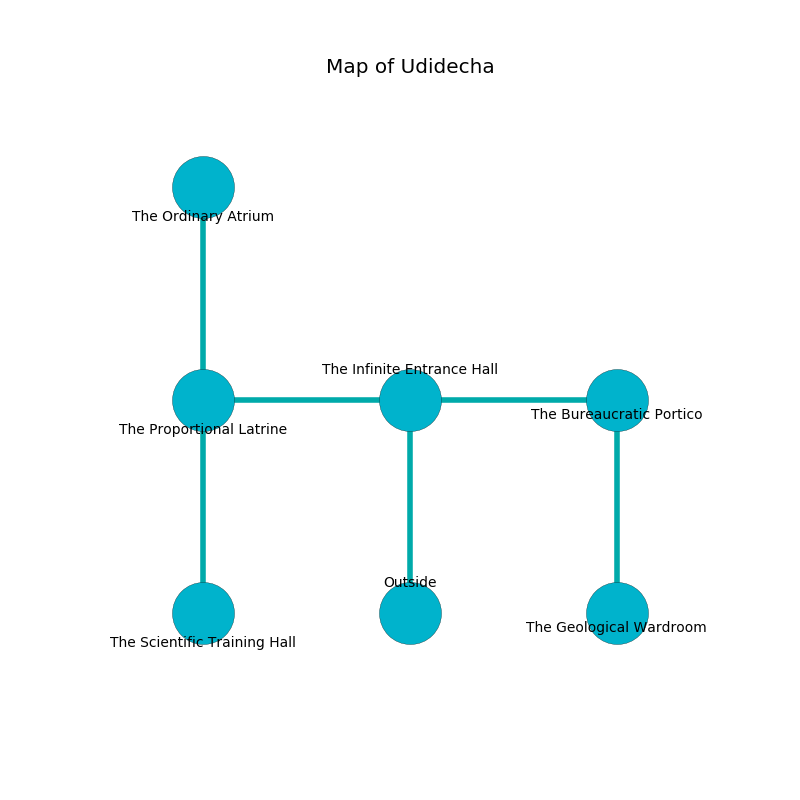 Map of Udidecha
The Ordinary Atrium
The Infinite Entrance Hall
The Bureaucratic Portico
The Proportional Latrine
Outside
The Geological Wardroom
The Scientific Training Hall